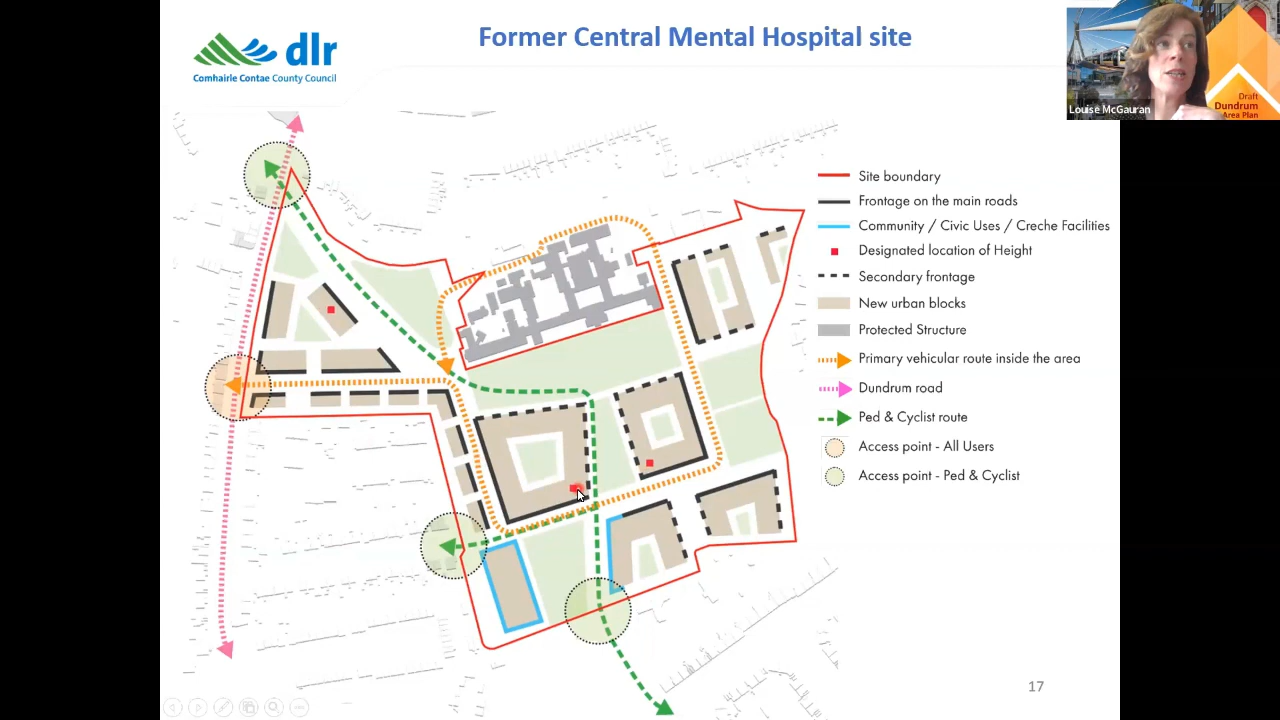 Former Central Mental Hospital site
dlr
Comhairle Contae County Council
Louise McGauran
Draft
Dundrum
Area Plan
Site boundary
Frontage on the main roads
Community / Civic Uses / Creche Facilities
Designated location of Height
Secondary frontage
New urban blocks
Protected Structure
Primary vehicular route inside the area
Dundrum road
Ped & Cyclist route
Access point - All Users
Access point - Ped & Cyclist
17